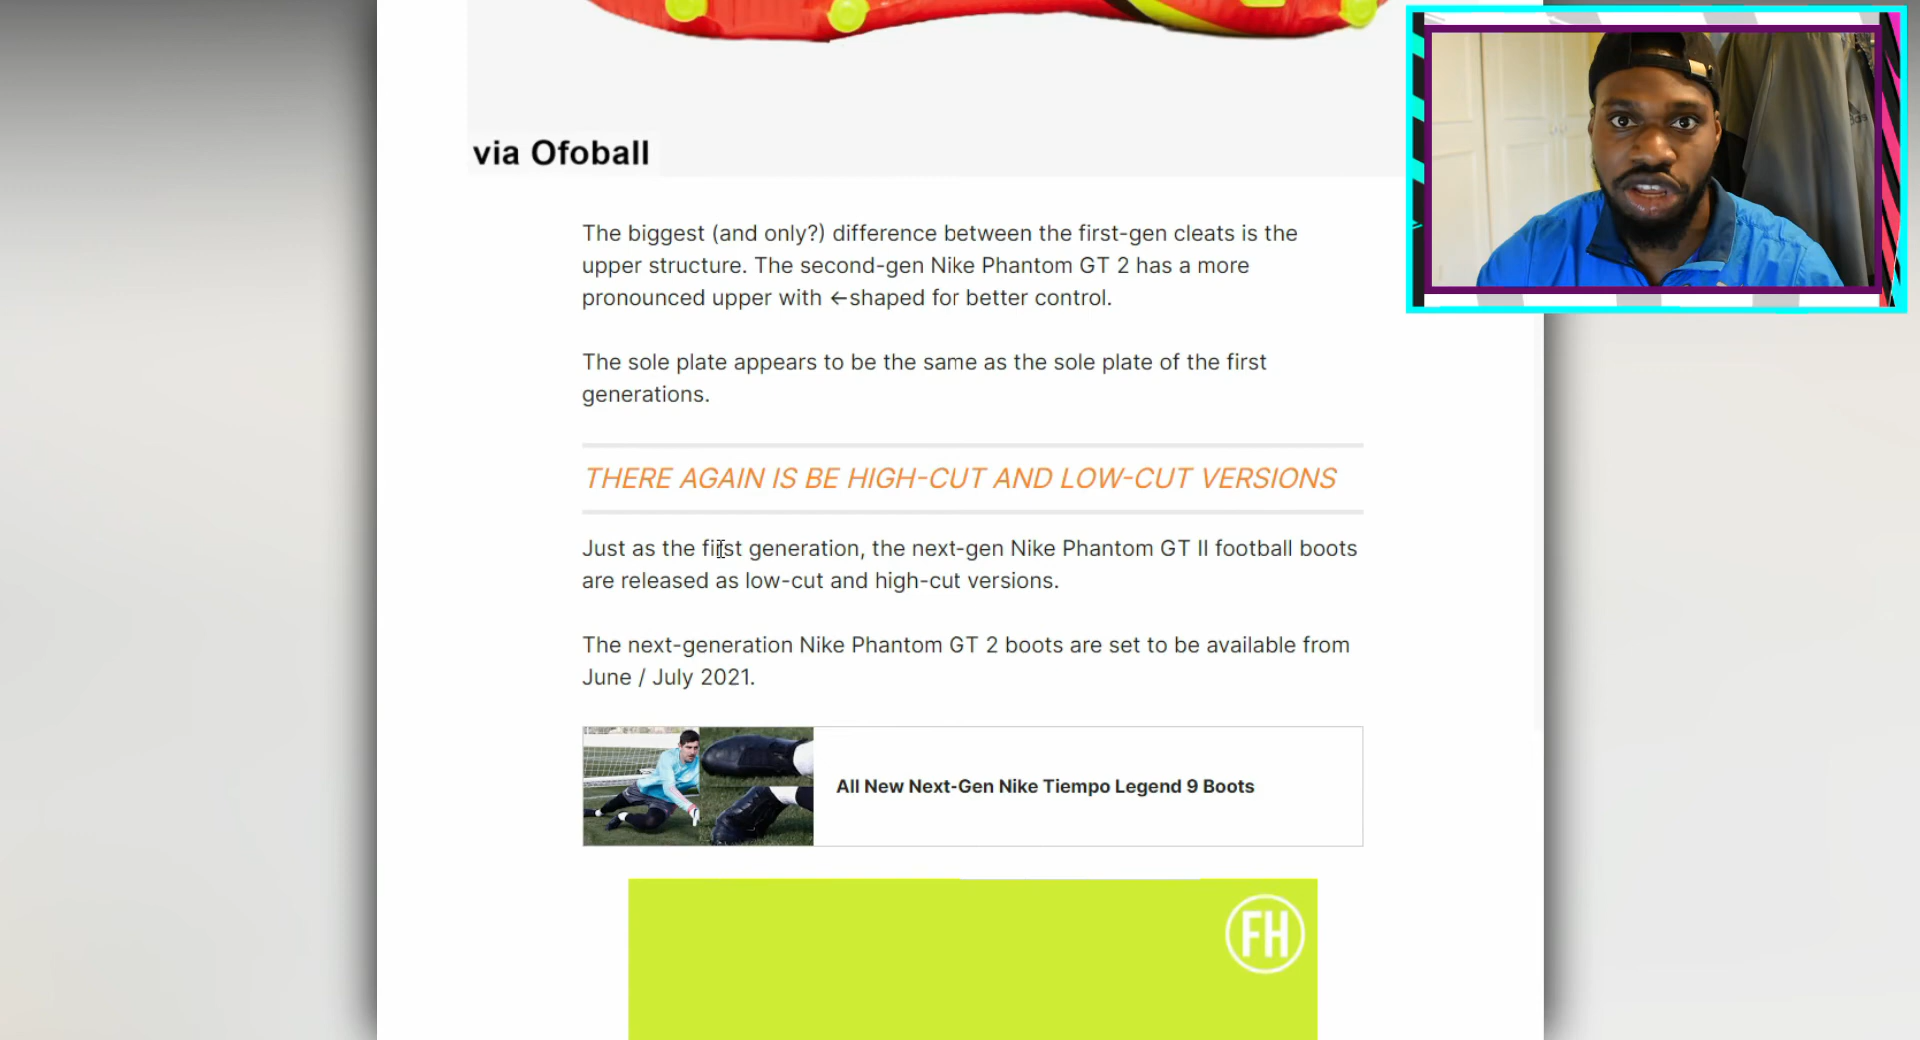 via Ofoball
The biggest (and only?) difference between the first-gen cleats is the
upper structure. The second-gen Nike Phantom GT 2 has a more
pronounced upper with ←shaped for better control.
The sole plate appears to be the same as the sole plate of the first
generations.
THERE AGAIN IS BE HIGH-CUT AND LOW-CUT VERSIONS
Just as the first generation, the next-gen Nike Phantom GT II football boots
are released as low-cut and high-cut versions.
The next-generation Nike Phantom GT 2 boots are set to be available from
June / July 2021.
All New Next-Gen Nike Tiempo Legend 9 Boots
FH